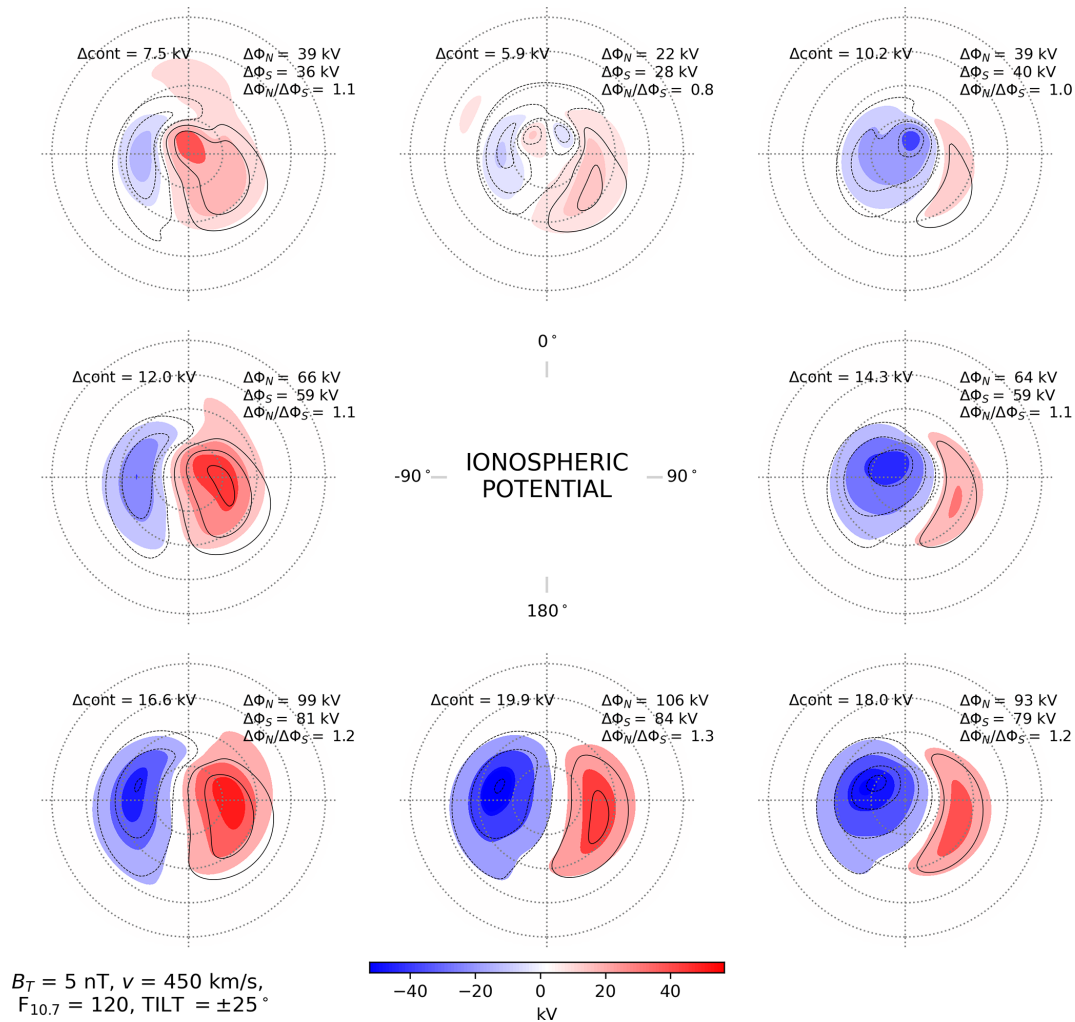 Δcont = 7.5 kV
ΔΦ_N = 39 kV
ΔΦ_S = 36 kV
ΔΦ_N/ΔΦ_S = 1.1
Δcont = 5.9 kV
ΔΦ_N = 22 kV
ΔΦ_S = 28 kV
ΔΦ_N/ΔΦ_S = 0.8
Δcont = 10.2 kV
ΔΦ_N = 39 kV
ΔΦ_S = 40 kV
ΔΦ_N/ΔΦ_S = 1.0
0°
Δcont = 12.0 kV
ΔΦ_N = 66 kV
ΔΦ_S = 59 kV
ΔΦ_N/ΔΦ_S = 1.1
-90°
IONOSPHERIC
POTENTIAL
90°
Δcont = 14.3 kV
ΔΦ_N = 64 kV
ΔΦ_S = 59 kV
ΔΦ_N/ΔΦ_S = 1.1
180°
Δcont = 16.6 kV
ΔΦ_N = 99 kV
ΔΦ_S = 81 kV
ΔΦ_N/ΔΦ_S = 1.2
Δcont = 19.9 kV
ΔΦ_N = 106 kV
ΔΦ_S = 84 kV
ΔΦ_N/ΔΦ_S = 1.3
Δcont = 18.0 kV
ΔΦ_N = 93 kV
ΔΦ_S = 79 kV
ΔΦ_N/ΔΦ_S = 1.2
B_T = 5 nT, v = 450 km/s,
F_10.7 = 120, TILT = ±25°
−40 −20 0 20 40
kV